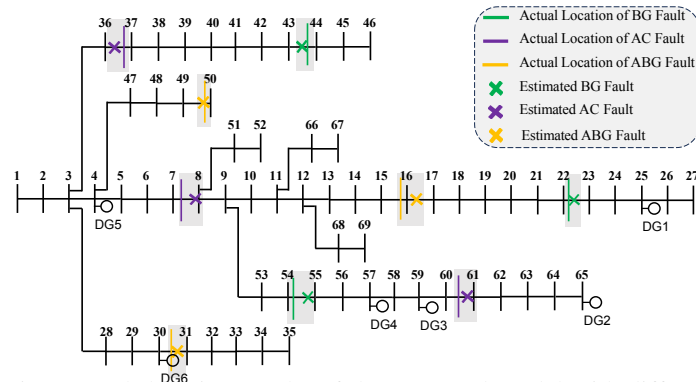 36 37 38 39 40 41 42 43 44 45 46
Actual Location of BG Fault
Actual Location of AC Fault
Actual Location of ABG Fault
Estimated BG Fault
Estimated AC Fault
Estimated ABG Fault
47 48 49 50
51 52 66 67
1 2 3 4 5 6 7 8 9 10 11 12 13 14 15 16 17 18 19 20 21 22 23 24 25 26 27
DG5 DG1
68 69
53 54 55 56 57 58 59 60 61 62 63 64 65
DG4 DG3 DG2
28 29 30 31 32 33 34 35
DG6